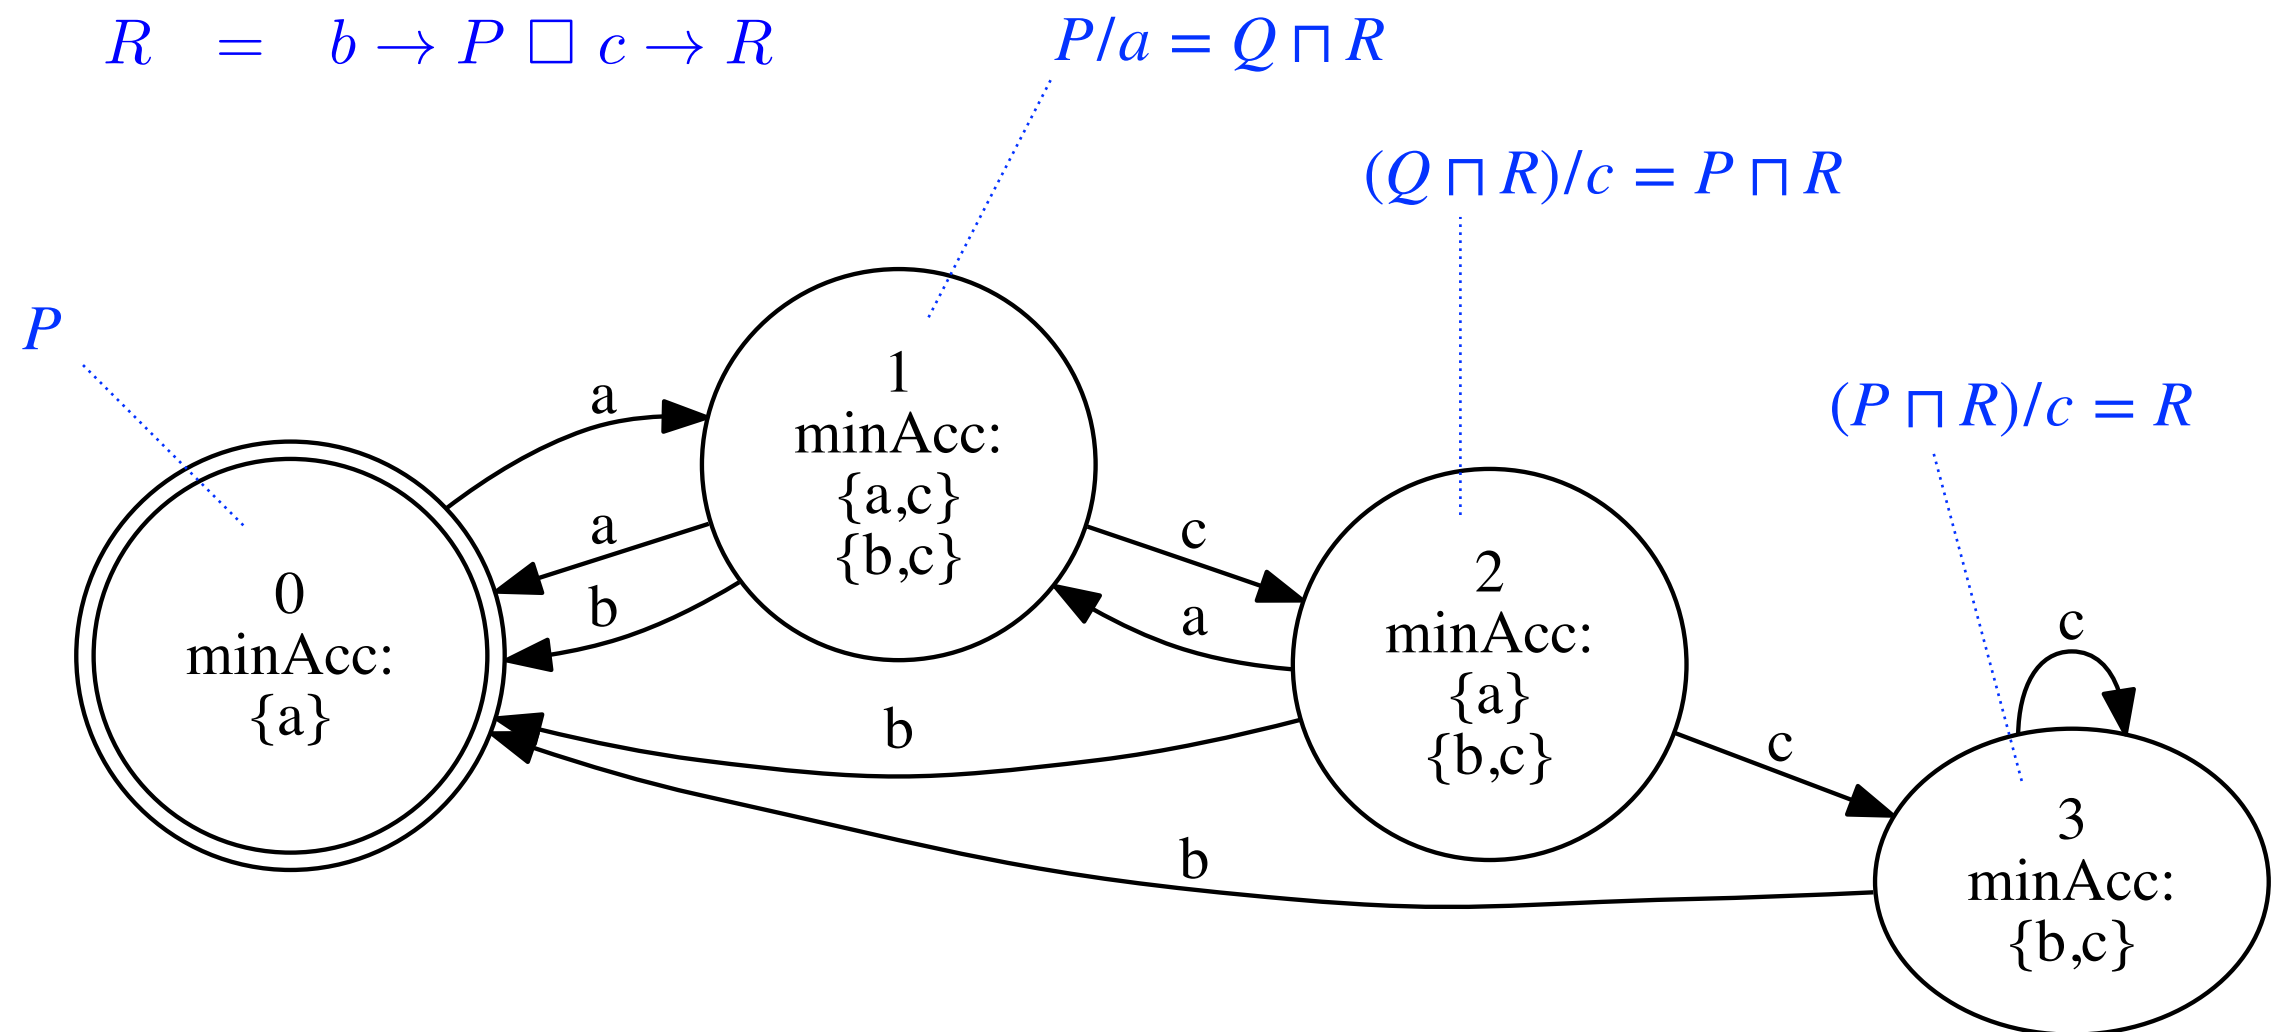 R = b → P □ c → R
P/a = Q ⊓ R
(Q ⊓ R)/c = P ⊓ R
P
(P ⊓ R)/c = R
0
minAcc:
{a}
a
a
b
1
minAcc:
{a,c}
{b,c}
c
a
b
b
2
minAcc:
{a}
{b,c}
c
c
3
minAcc:
{b,c}